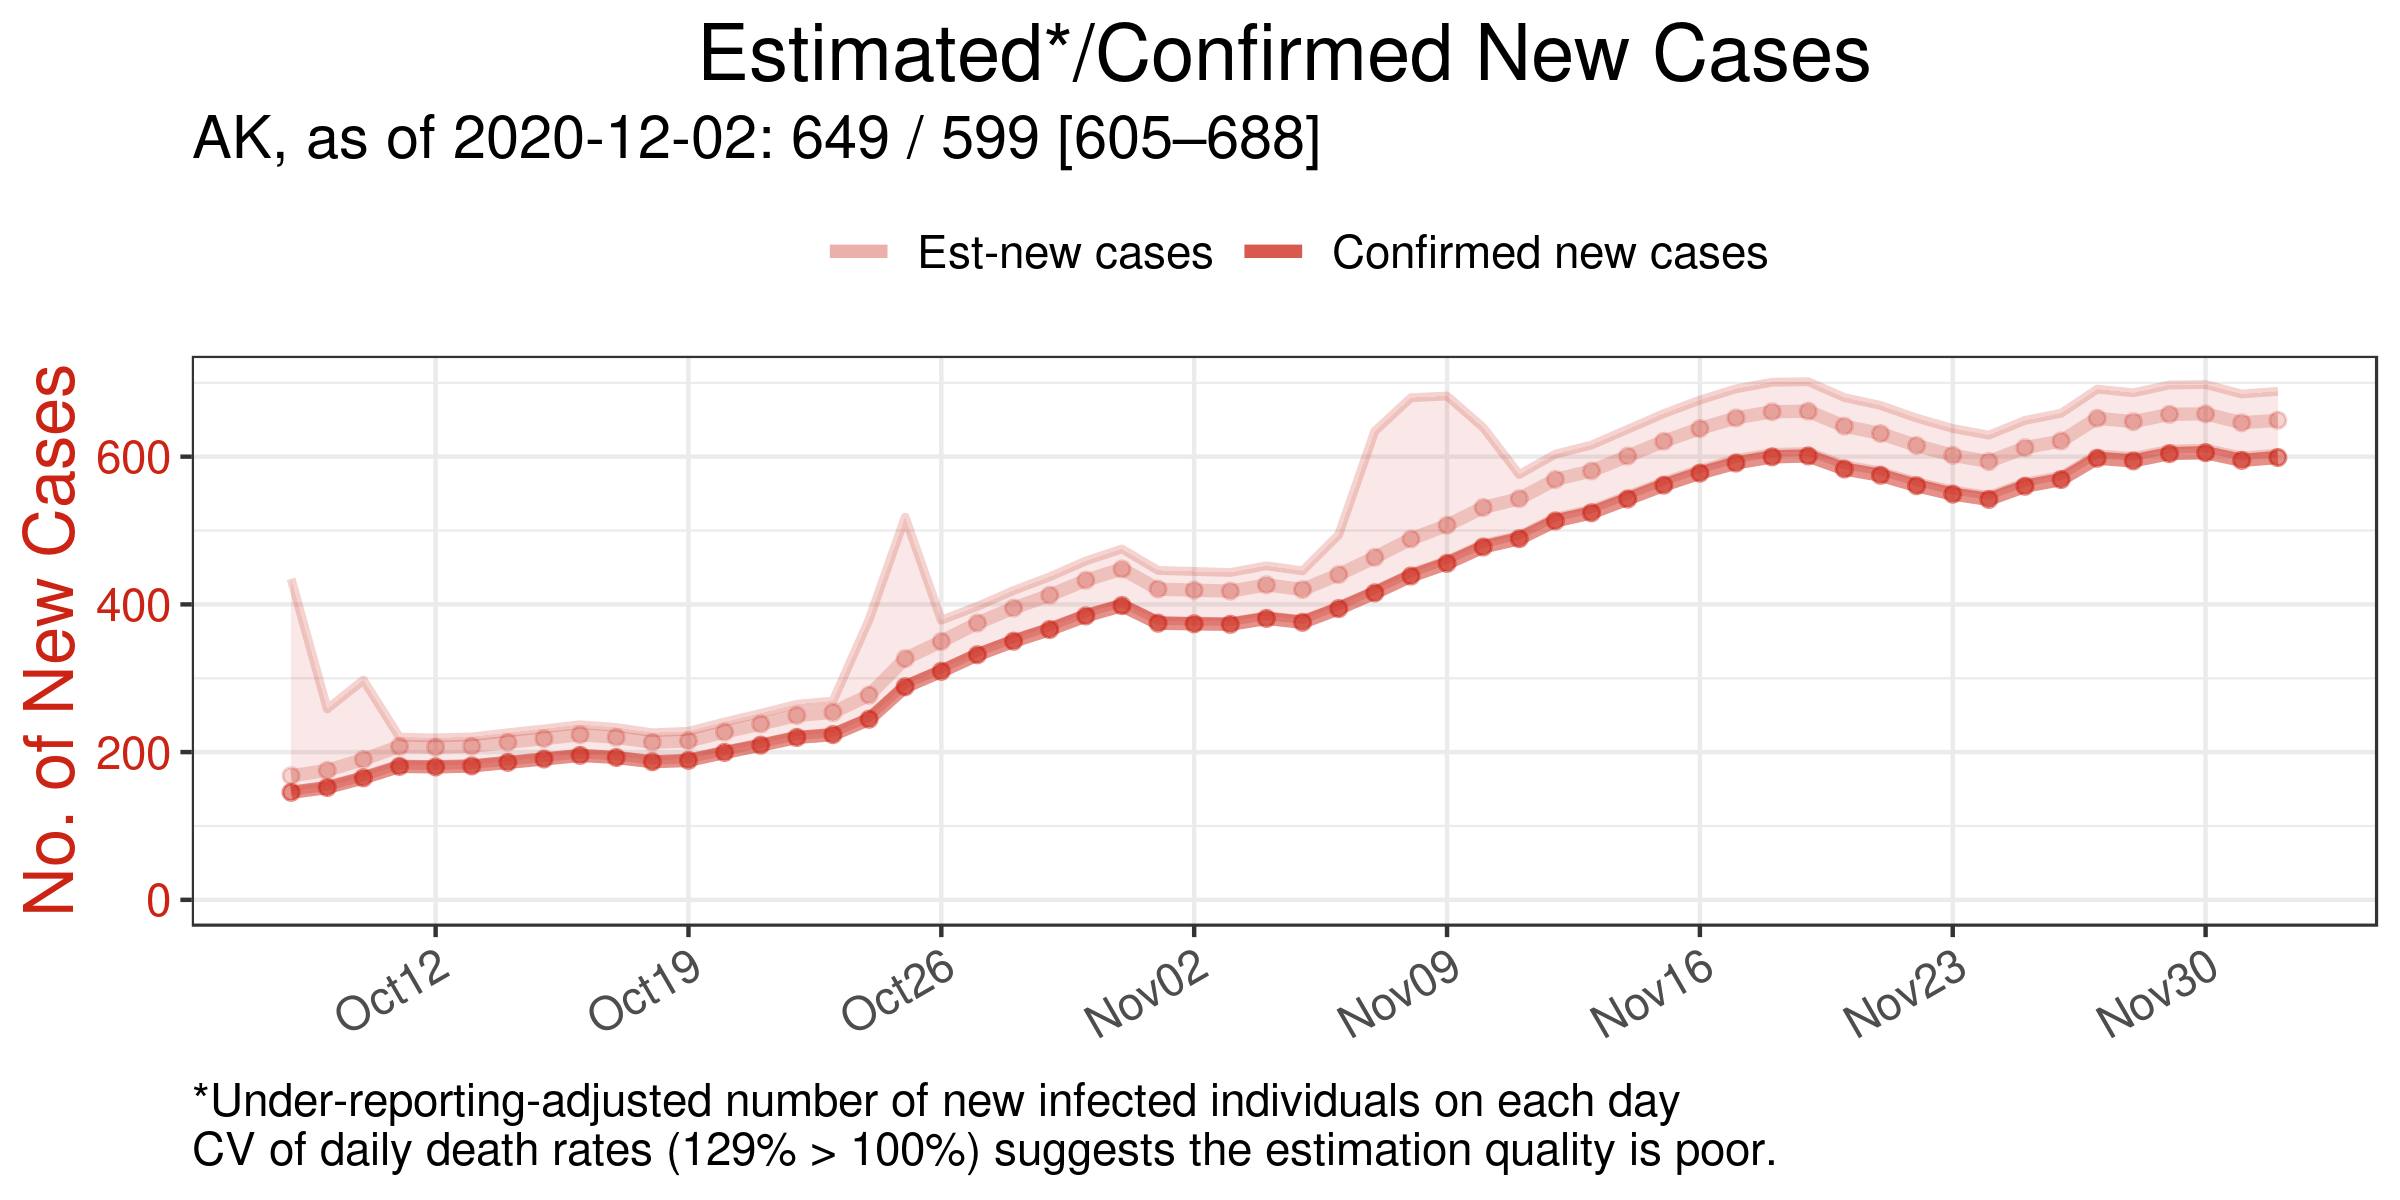 Estimated*/Confirmed New Cases
AK, as of 2020-12-02: 649 / 599 [605–688]
Est-new cases
Confirmed new cases
No. of New Cases
600
400
200
0
Oct12
Oct19
Oct26
Nov02
Nov09
Nov16
Nov23
Nov30
*Under-reporting-adjusted number of new infected individuals on each day
CV of daily death rates (129% > 100%) suggests the estimation quality is poor.